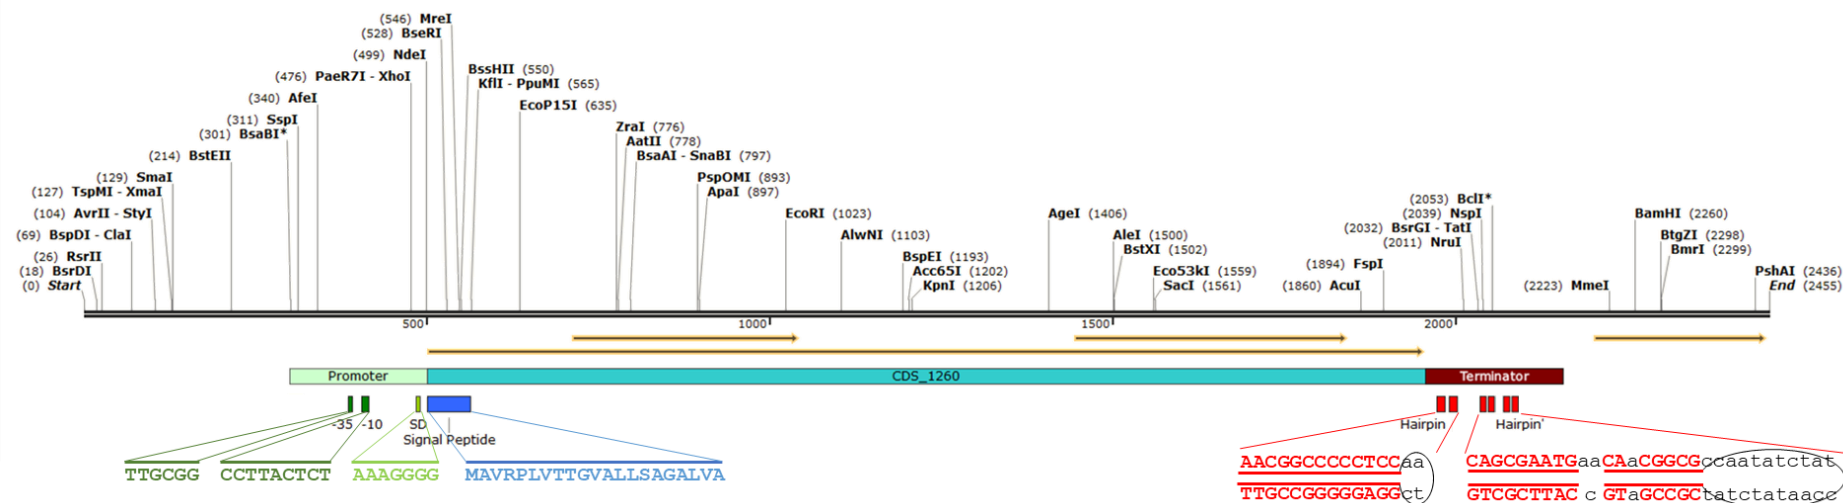 (546) MreI
(528) BseRI
(499) NdeI
BssHII (550)
(476) PaeR7I - XhoI
KflI - PpuMI (565)
(340) AfeI
EcoP15I (635)
(311) SspI
ZraI (776)
(301) BsaBI*
AatII (778)
(214) BstEII
BsaAI - SnaBI (797)
(129) SmaI
PspOMI (893)
(127) TspMI - XmaI
ApaI (897)
(2053) BclI*
(104) AvrII - StyI
EcoRI (1023)
AgeI (1406)
(2039) NspI
BamHI (2260)
(2032) BsrGI - TatI
(69) BspDI - ClaI
AlwNI (1103)
AleI (1500)
(2011) NruI
BtgZI (2298)
BstXI (1502)
BmrI (2299)
(26) RsrII
BspEI (1193)
(1894) FspI
(18) BsrDI
Acc65I (1202)
Eco53kI (1559)
PshAI (2436)
(0) Start
KpnI (1206)
SacI (1561)
(1860) AcuI
(2223) MmeI
End (2455)
500 1000 1500 2000
Promoter CDS_1260 Terminator
-35 -10 SD Hairpin Hairpin'
Signal Peptide
TTGCGG CCTTACTCT AAAGGGG MAVRPLVTTGVALLSAGALVA
AACGGCCCCCTCCaa CAGCGAATGaaCAaCGGCGccaatatctat
TTGCCGGGGGAGGct GTCGCTTAC c GTaGCCGCtatctataacc